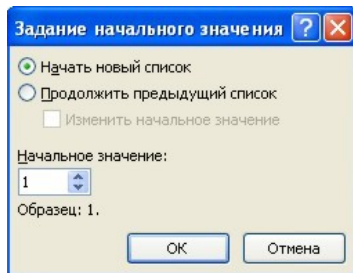 Задание начального значения
Начать новый список
Продолжить предыдущий список
Изменить начальное значение
Начальное значение:
1
Образец: 1.
ОК Отмена